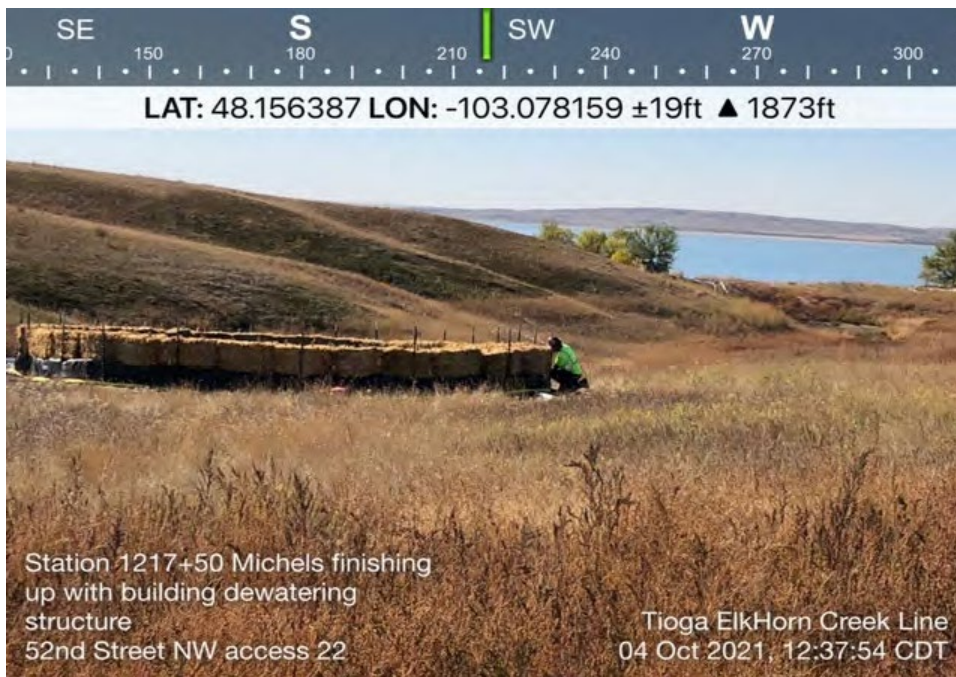 SE S SW W
0 150 180 210 240 270 300
LAT: 48.156387 LON: -103.078159 ±19ft ▲ 1873ft
Station 1217+50 Michels finishing
up with building dewatering
structure
52nd Street NW access 22
Tioga ElkHorn Creek Line
04 Oct 2021, 12:37:54 CDT